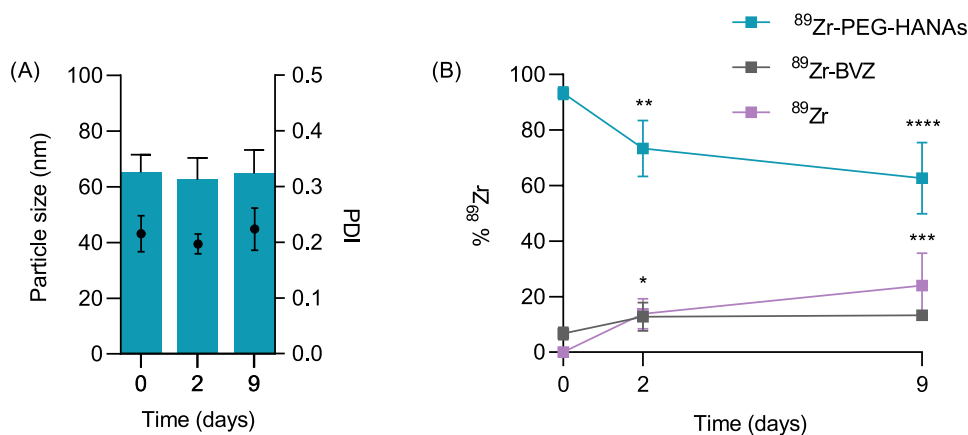 (A)
Particle size (nm)
100
80
60
40
20
0
0.5
0.4
0.3
0.2
0.1
0.0
PDI
0 2 9
Time (days)
(B)
⁸⁹Zr-PEG-HANAs
⁸⁹Zr-BVZ
⁸⁹Zr
% ⁸⁹Zr
100
80
60
40
20
0
**
****
***
*
0 2 9
Time (days)